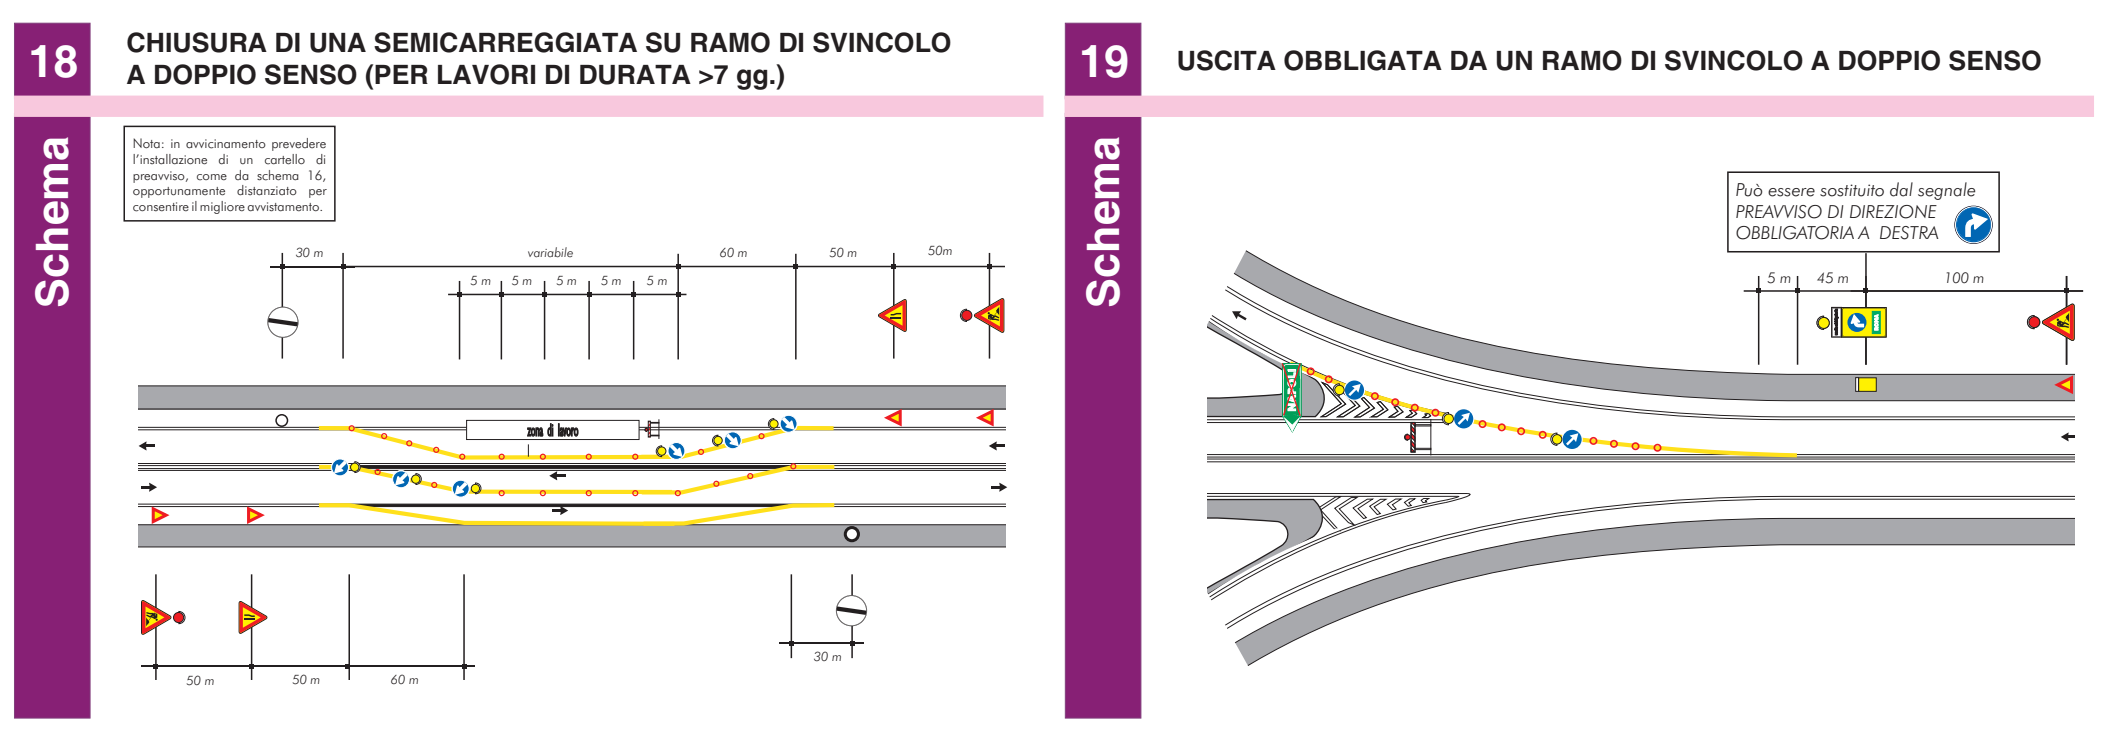 18
CHIUSURA DI UNA SEMICARREGGIATA SU RAMO DI SVINCOLO
A DOPPIO SENSO (PER LAVORI DI DURATA >7 gg.)
Schema
Nota: in avvicinamento prevedere
l'installazione di un cartello di
preavviso, come da schema 16,
opportunamente distanziato per
consentire il migliore avvistamento.
30 m
variabile
60 m
50 m
50m
5 m
5 m
5 m
5 m
5 m
zona di lavoro
50 m
50 m
60 m
30 m
19
USCITA OBBLIGATA DA UN RAMO DI SVINCOLO A DOPPIO SENSO
Schema
Può essere sostituito dal segnale
PREAVVISO DI DIREZIONE
OBBLIGATORIA A DESTRA
5 m
45 m
100 m